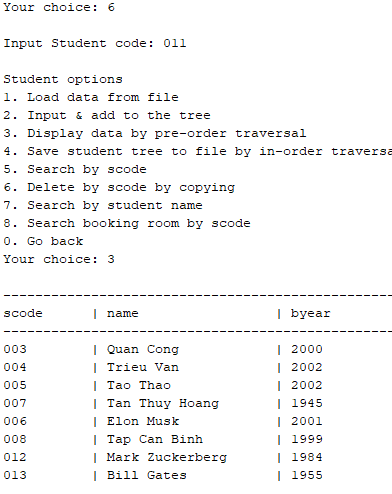 Your choice: 6
Input Student code: 011
Student options
1. Load data from file
2. Input & add to the tree
3. Display data by pre-order traversal
4. Save student tree to file by in-order traversa
5. Search by scode
6. Delete by scode by copying
7. Search by student name
8. Search booking room by scode
0. Go back
Your choice: 3
-------------------------------------------------
scode | name | byear
-------------------------------------------------
003 | Quan Cong | 2000
004 | Trieu Van | 2002
005 | Tao Thao | 2002
007 | Tan Thuy Hoang | 1945
006 | Elon Musk | 2001
008 | Tap Can Binh | 1999
012 | Mark Zuckerberg | 1984
013 | Bill Gates | 1955